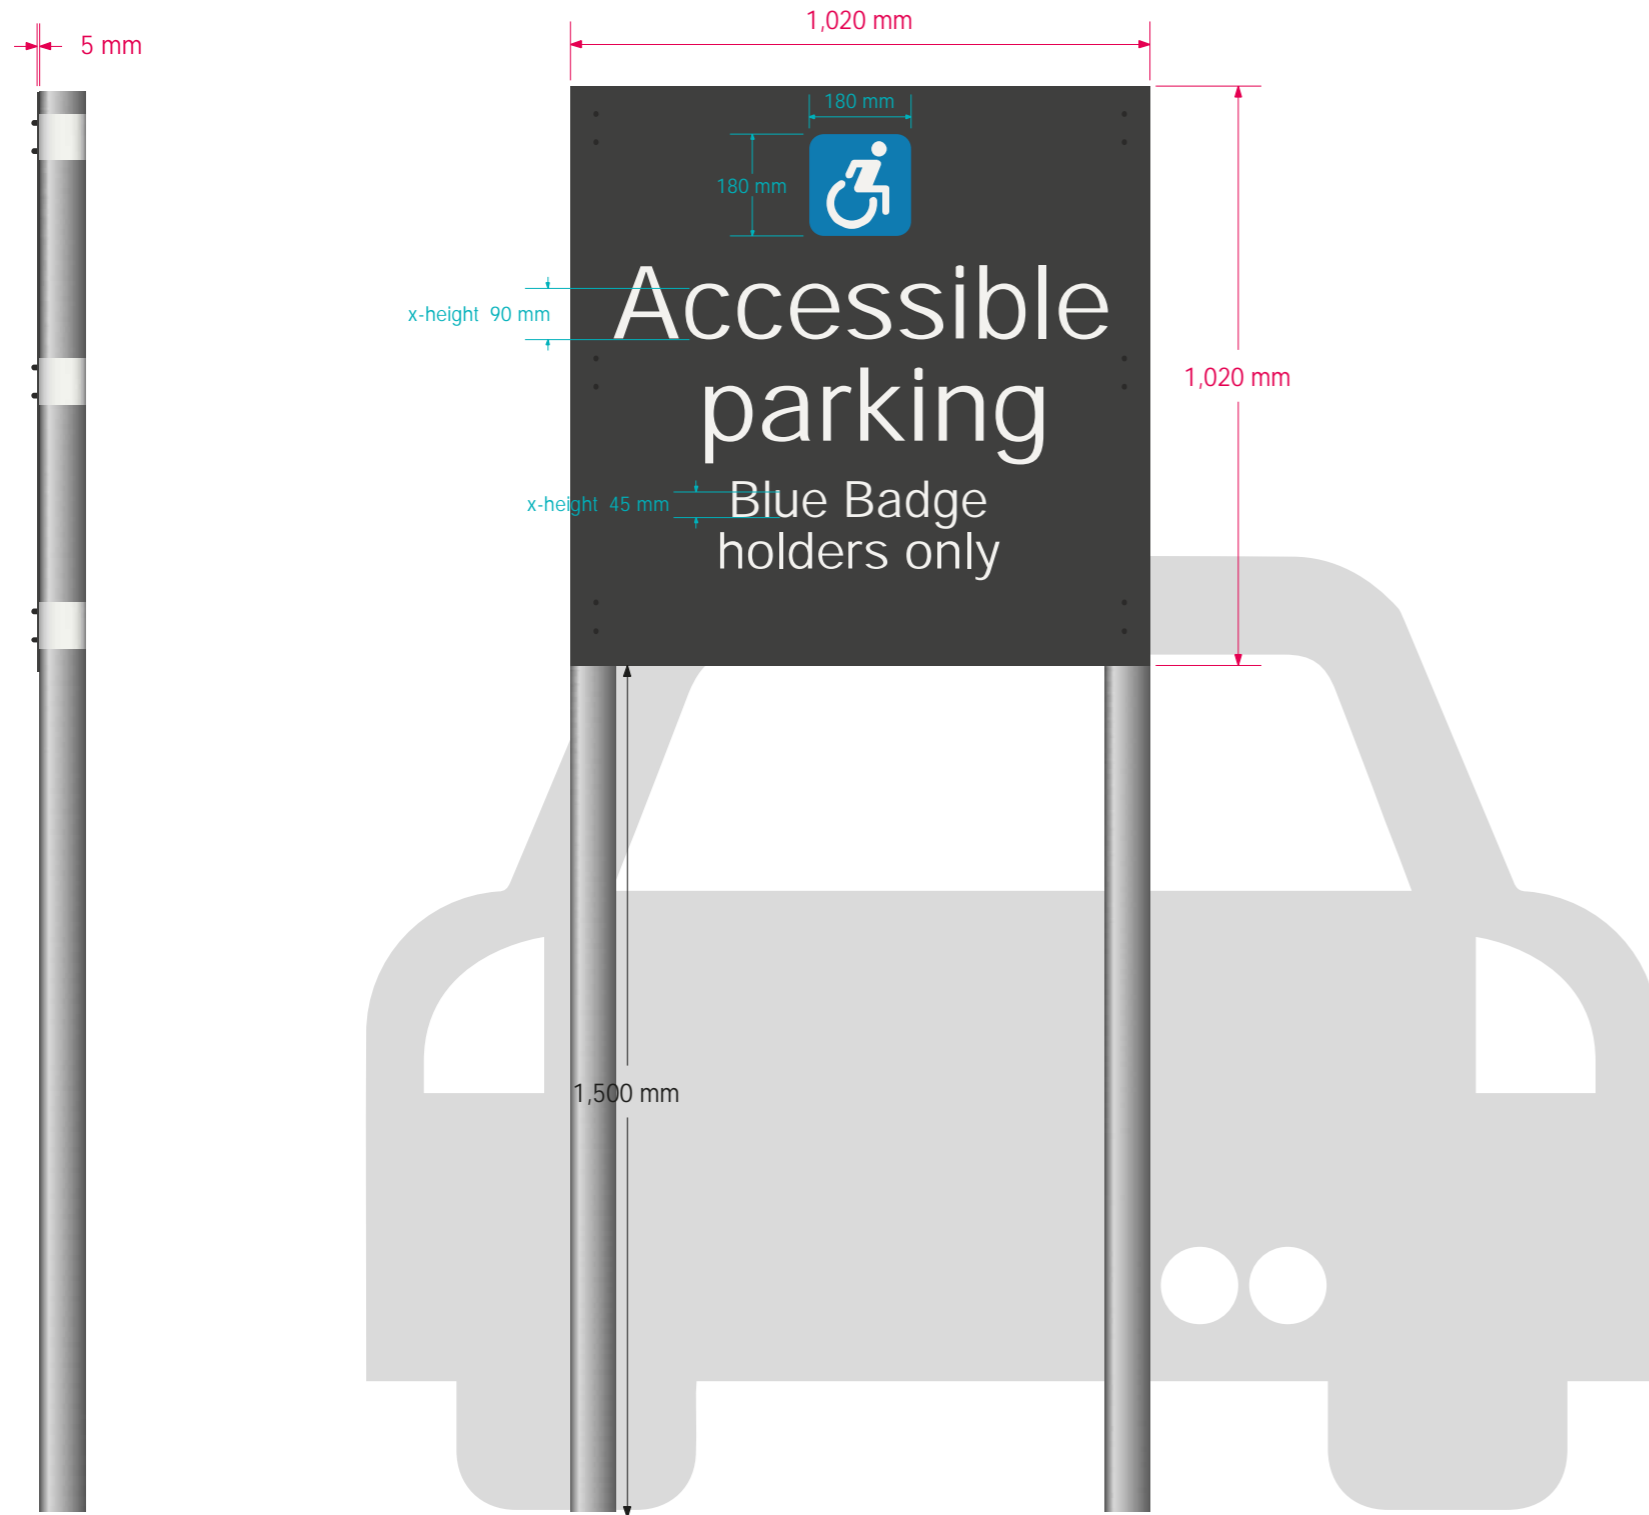 1,020 mm
5 mm
180 mm
180 mm
Accessible
x-height 90 mm
parking
1,020 mm
Blue Badge
x-height 45 mm
holders only
1,500 mm